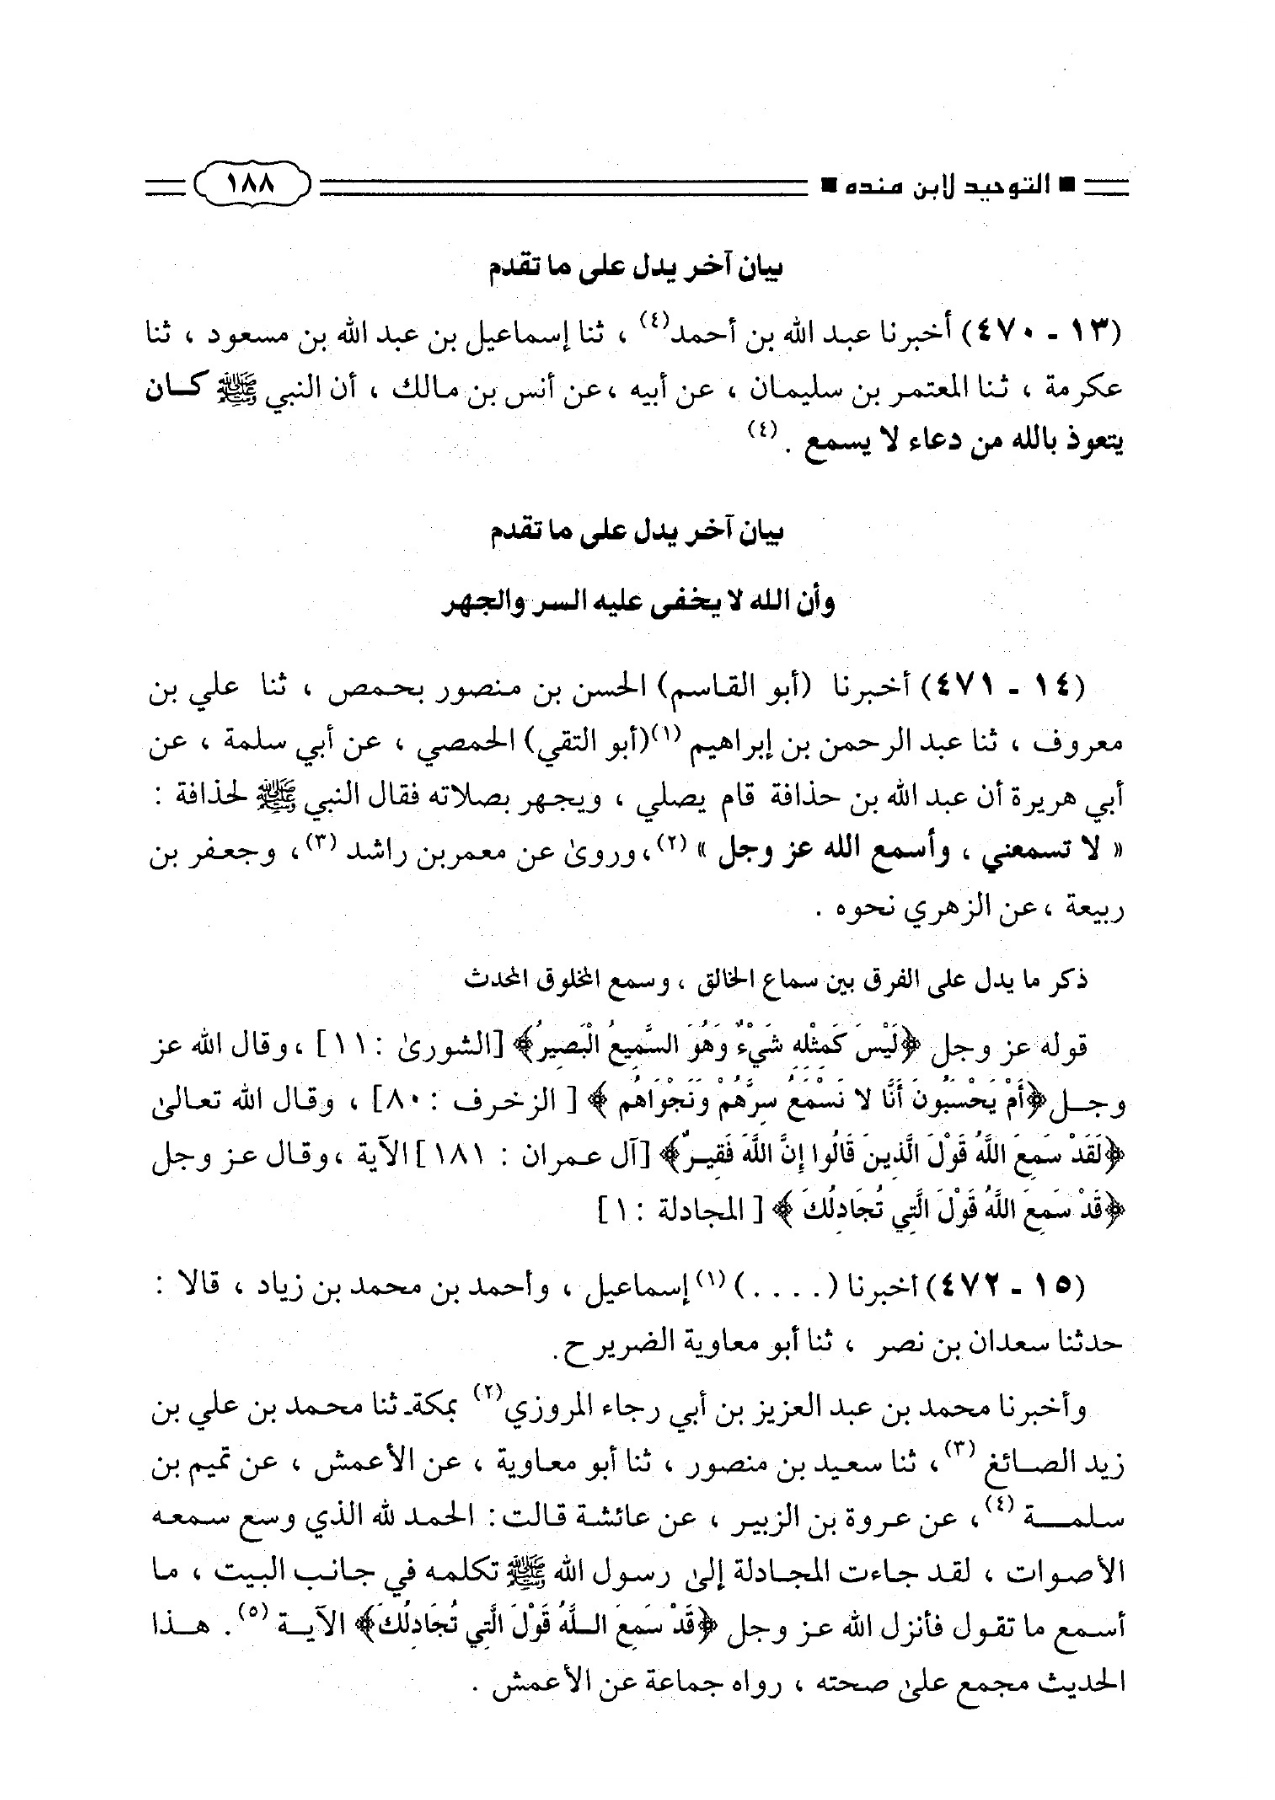 ■ التوحيد لابن منده ■ ١٨٨
بيان آخر يدل على ما تقدم
(١٣ - ٤٧٠) أخبرنا عبد الله بن أحمد(٤) ، ثنا إسماعيل بن عبد الله بن مسعود ، ثنا
عكرمة ، ثنا المعتمر بن سليمان ، عن أبيه ، عن أنس بن مالك ، أن النبي ﷺ كان
يتعوذ بالله من دعاء لا يسمع . (٤)
بيان آخر يدل على ما تقدم
وأن الله لا يخفى عليه السر والجهر
(١٤ - ٤٧١) أخبرنا (أبو القاسم) الحسن بن منصور بحمص ، ثنا علي بن
معروف ، ثنا عبد الرحمن بن إبراهيم (١)(أبو التقي) الحمصي ، عن أبي سلمة ، عن
أبي هريرة أن عبد الله بن حذافة قام يصلي ، ويجهر بصلاته فقال النبي ﷺ لحذافة :
« لا تسمعني ، وأسمع الله عز وجل » (٢)، وروىٰ عن معمر بن راشد (٣)، وجعفر بن
ربيعة ، عن الزهري نحوه .
ذكر ما يدل على الفرق بين سماع الخالق ، وسمع المخلوق المحدث
قوله عز وجل ﴿لَيْسَ كَمِثْلِهِ شَيْءٌ وَهُوَ السَّمِيعُ الْبَصِيرُ﴾ [الشورىٰ : ١١] ، وقال الله عز
وجل ﴿أَمْ يَحْسَبُونَ أَنَّا لا نَسْمَعُ سِرَّهُمْ وَنَجْوَاهُم ﴾ [ الزخرف : ٨٠] ، وقال الله تعالىٰ
﴿لَقَدْ سَمِعَ اللَّهُ قَوْلَ الَّذِينَ قَالُوا إِنَّ اللَّهَ فَقِيرٌ﴾ [آل عمران : ١٨١] الآية ، وقال عز وجل
﴿قَدْ سَمِعَ اللَّهُ قَوْلَ الَّتِي تُجَادِلُكَ ﴾ [ المجادلة : ١]
(١٥ - ٤٧٢) أخبرنا (. . . .) (١) إسماعيل ، وأحمد بن محمد بن زياد ، قالا :
حدثنا سعدان بن نصر ، ثنا أبو معاوية الضرير ح.
وأخبرنا محمد بن عبد العزيز بن أبي رجاء المروزي(٢) بمكة، ثنا محمد بن علي بن
زيد الصائغ (٣)، ثنا سعيد بن منصور ، ثنا أبو معاوية ، عن الأعمش ، عن تميم بن
سلمة (٤)، عن عروة بن الزبير ، عن عائشة قالت: الحمد لله الذي وسع سمعه
الأصوات ، لقد جاءت المجادلة إلىٰ رسول الله ﷺ تكلمه في جانب البيت ، ما
أسمع ما تقول فأنزل الله عز وجل ﴿قَدْ سَمِعَ اللَّهُ قَوْلَ الَّتِي تُجَادِلُكَ﴾ الآية (٥). هذا
الحديث مجمع علىٰ صحته ، رواه جماعة عن الأعمش .